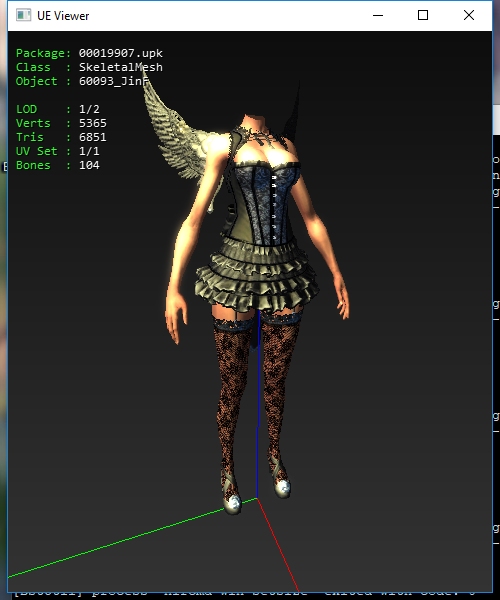 UE Viewer
Package: 00019907.upk
Class : SkeletalMesh
Object : 60093_JinF
LOD : 1/2
Verts : 5365
Tris : 6851
UV Set : 1/1
Bones : 104